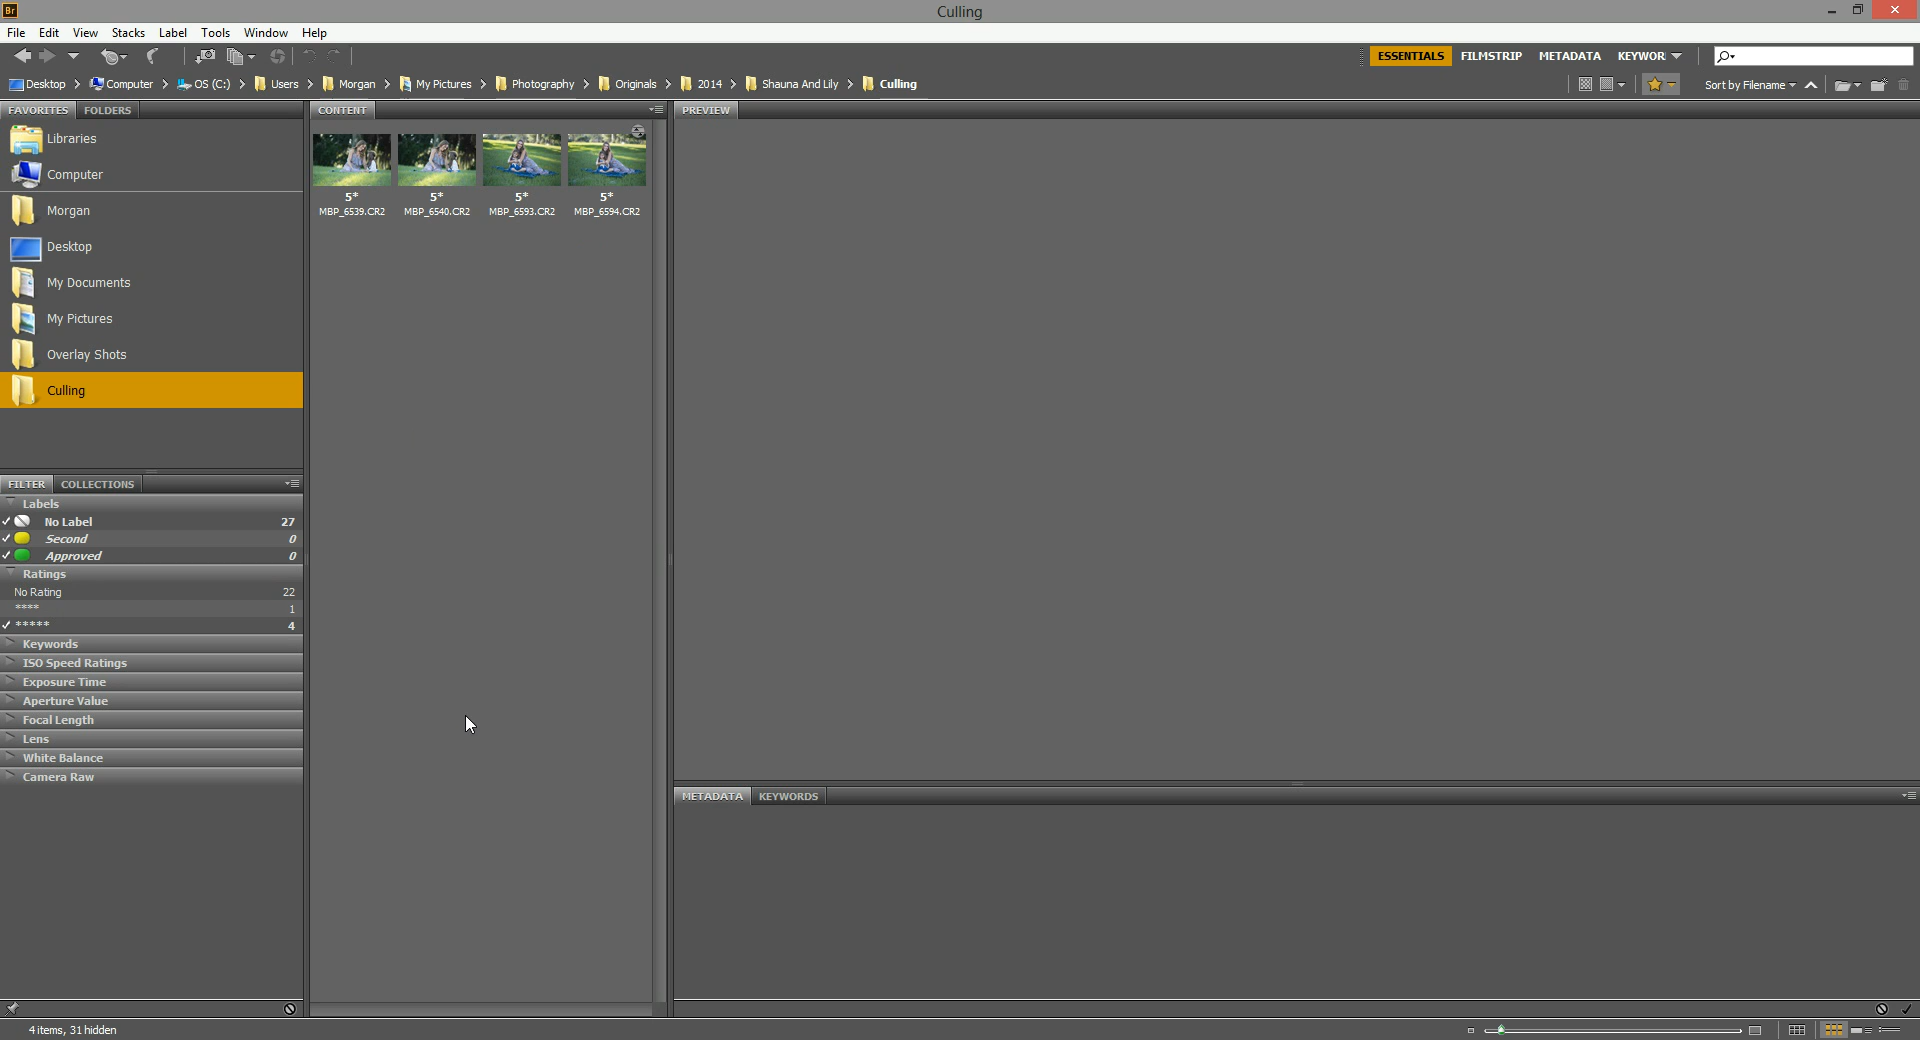 Br
Culling
File Edit View Stacks Label Tools Window Help
ESSENTIALS FILMSTRIP METADATA KEYWOR
Desktop Computer OS (C:) Users Morgan My Pictures Photography Originals 2014 Shauna And Lily Culling
Sort by Filename
FAVORITES FOLDERS
Libraries
Computer
Morgan
Desktop
My Documents
My Pictures
Overlay Shots
Culling
FILTER COLLECTIONS
Labels
No Label 27
Second 0
Approved 0
Ratings
No Rating 22
**** 1
***** 4
Keywords
ISO Speed Ratings
Exposure Time
Aperture Value
Focal Length
Lens
White Balance
Camera Raw
CONTENT
5* 5* 5* 5*
MBP_6539.CR2 MBP_6540.CR2 MBP_6593.CR2 MBP_6594.CR2
PREVIEW
METADATA KEYWORDS
4 items, 31 hidden